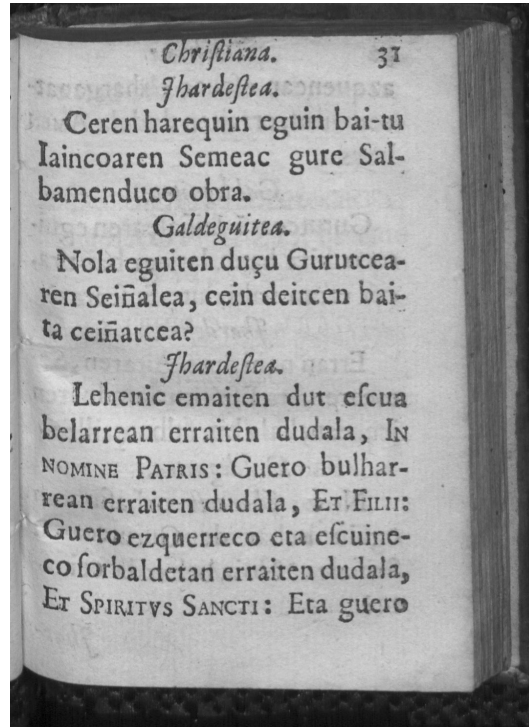 Chriſtiana. 31
Jhardeſtea.
Ceren harequin eguin bai-tu
Iaincoaren Semeac gure Sal-
bamenduco obra.
Galdeguitea.
Nola eguiten duçu Gurutcea-
ren Seiñalea, cein deitcen bai-
ta ceiñatcea?
Jhardeſtea.
Lehenic emaiten dut eſcua
belarrean erraiten dudala, IN
NOMINE PATRIS: Guero bulhar-
rean erraiten dudala, ET FILII:
Guero ezquerreco eta eſcuine-
co ſorbaldetan erraiten dudala,
ET SPIRITVS SANCTI: Eta guero